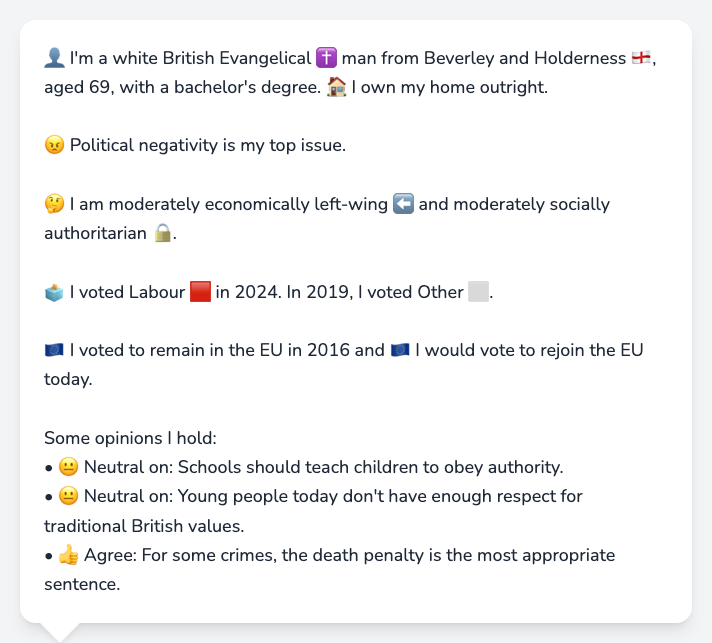 👤 I'm a white British Evangelical ✝️ man from Beverley and Holderness 🏴󠁧󠁢󠁥󠁮󠁧󠁿,
aged 69, with a bachelor's degree. 🏠 I own my home outright.
😠 Political negativity is my top issue.
🤔 I am moderately economically left-wing ⬅️ and moderately socially
authoritarian 🔒.
🗳️ I voted Labour 🟥 in 2024. In 2019, I voted Other ⬜.
🇪🇺 I voted to remain in the EU in 2016 and 🇪🇺 I would vote to rejoin the EU
today.
Some opinions I hold:
• 😐 Neutral on: Schools should teach children to obey authority.
• 😐 Neutral on: Young people today don't have enough respect for
traditional British values.
• 👍 Agree: For some crimes, the death penalty is the most appropriate
sentence.